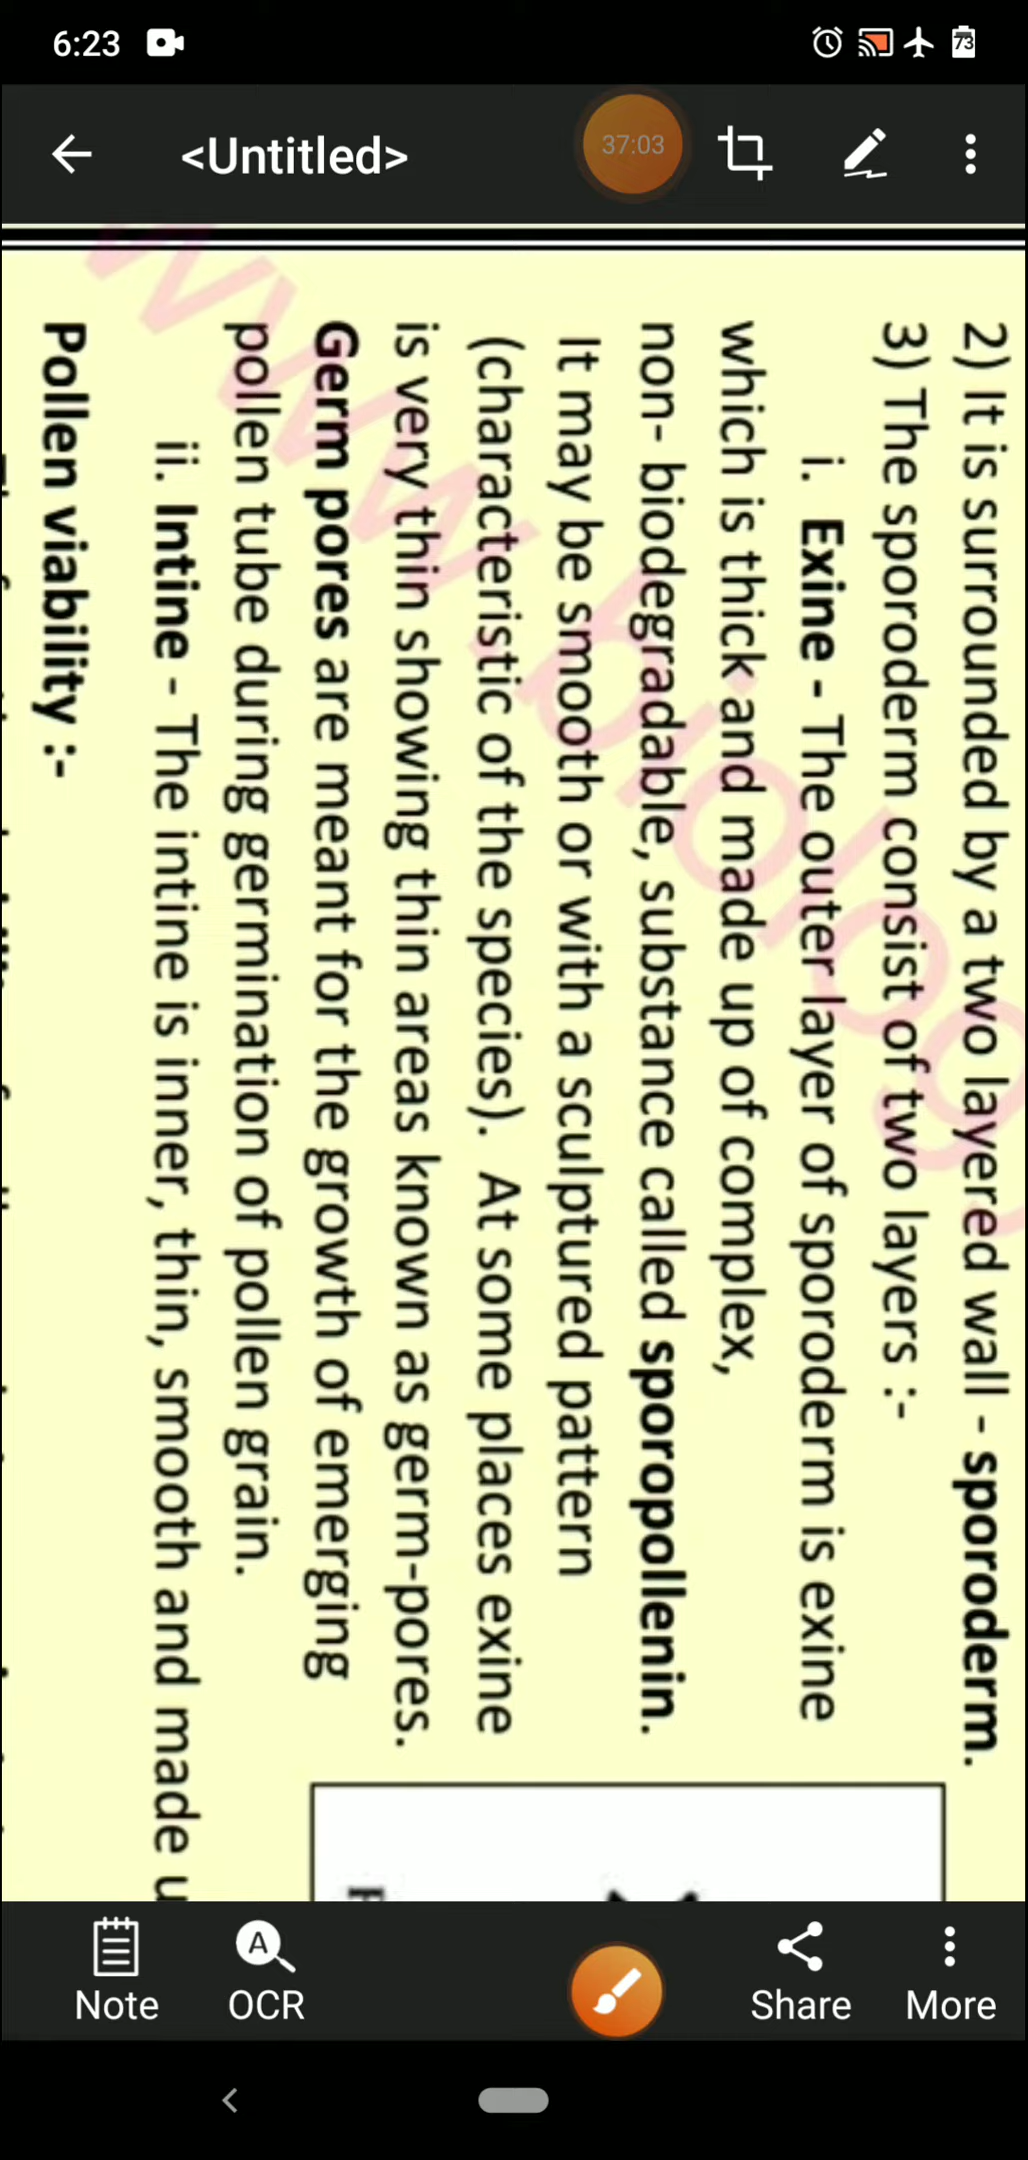 6:23
73
<Untitled>
37:03
2) It is surrounded by a two layered wall - sporoderm.
3) The sporoderm consist of two layers :-
i. Exine - The outer layer of sporoderm is exine
which is thick and made up of complex,
non- biodegradable, substance called sporopollenin.
It may be smooth or with a sculptured pattern
(characteristic of the species). At some places exine
is very thin showing thin areas known as germ-pores.
Germ pores are meant for the growth of emerging
pollen tube during germination of pollen grain.
ii. Intine - The intine is inner, thin, smooth and made u
Pollen viability :-
www.biolog
Note
A
OCR
Share
More